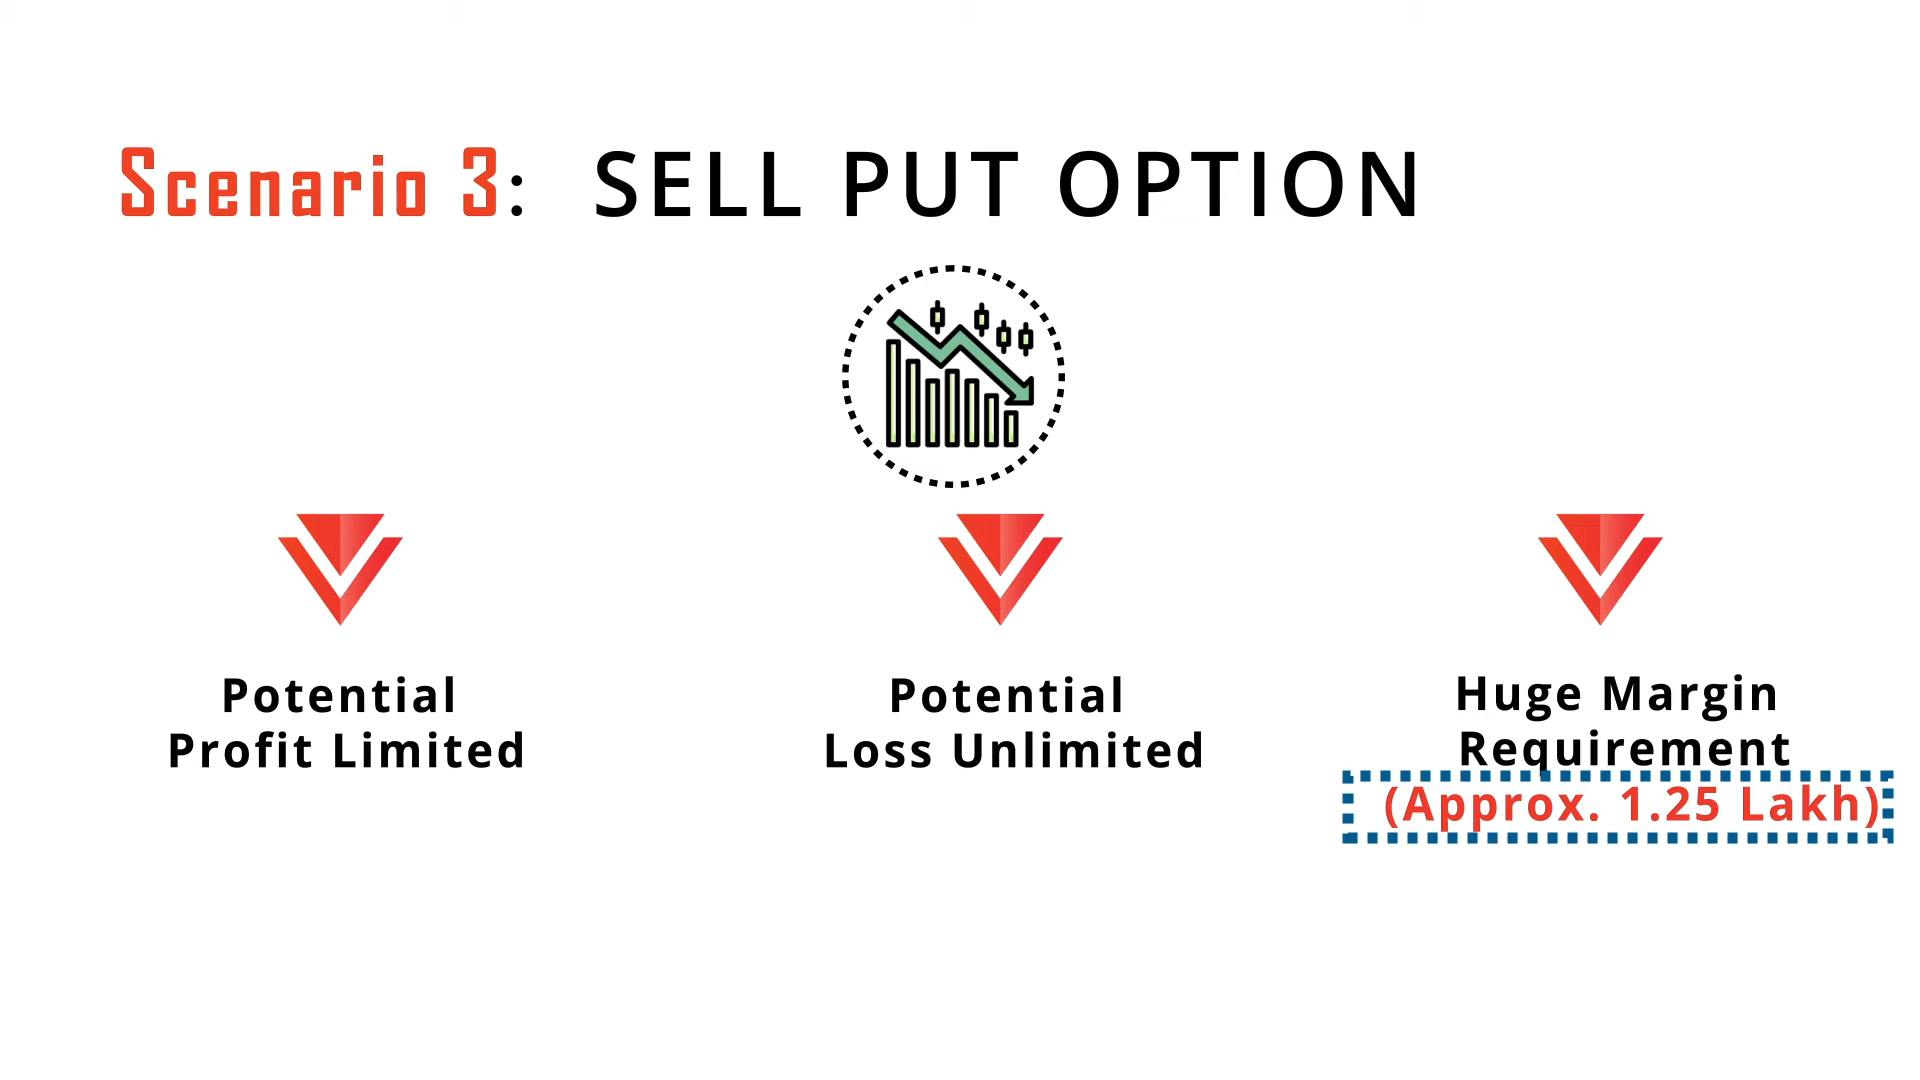 Scenario 3: SELL PUT OPTION
Potential
Profit Limited
Potential
Loss Unlimited
Huge Margin
Requirement
(Approx. 1.25 Lakh)